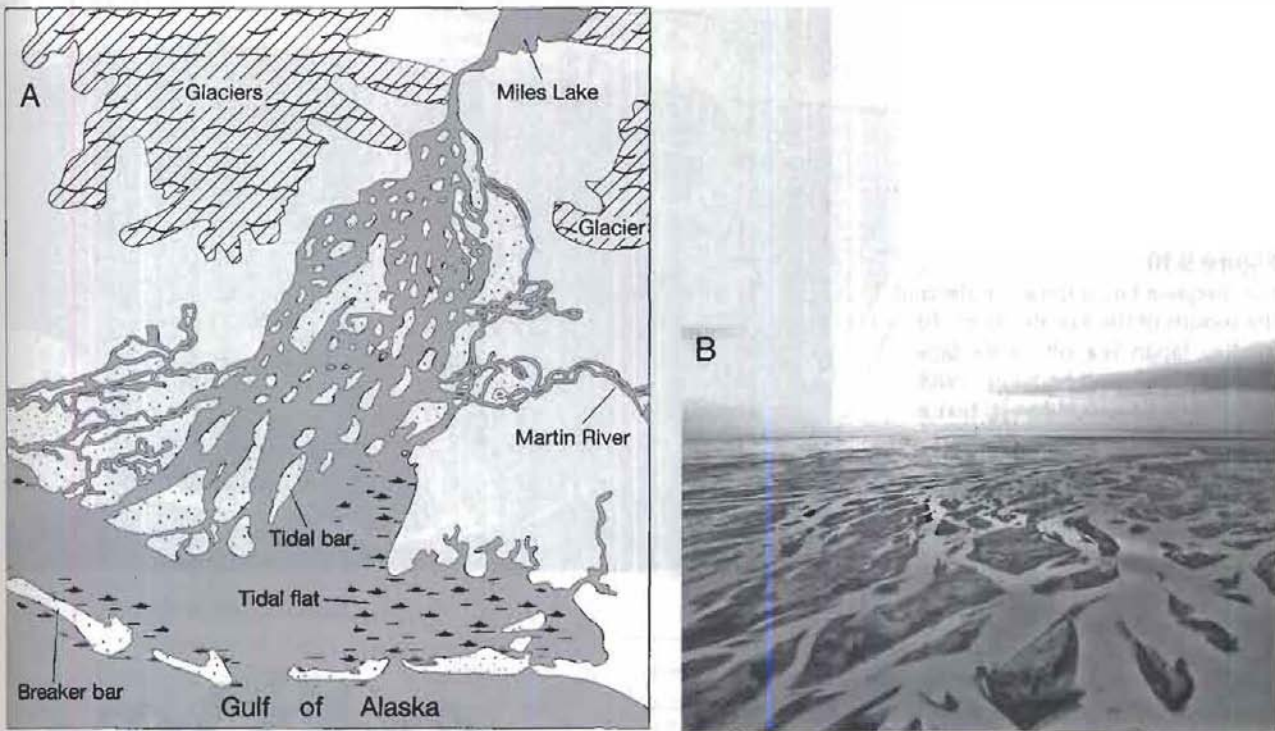 A
Glaciers
Miles Lake
Glacier
Martin River
Tidal bar
Tidal flat
Breaker bar
Gulf of Alaska
B